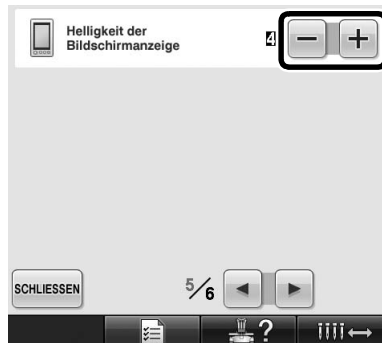 Helligkeit der
Bildschirmanzeige
4
− +
SCHLIESSEN
5/6
?